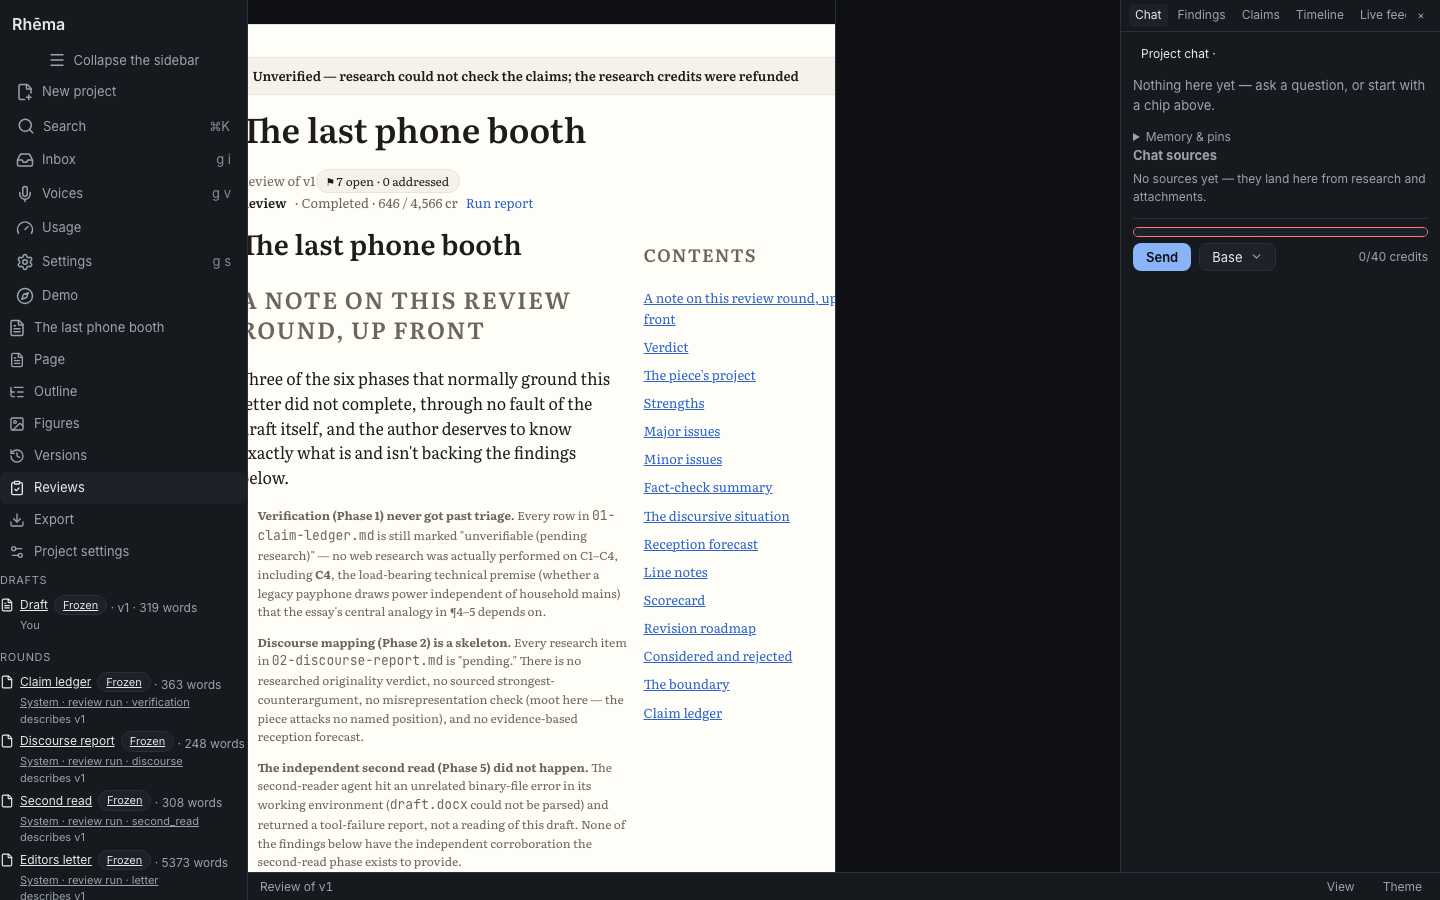 Rhēma
Collapse the sidebar
New project
Search ⌘K
Inbox g i
Voices g v
Usage
Settings g s
Demo
The last phone booth
Page
Outline
Figures
Versions
Reviews
Export
Project settings
DRAFTS
Draft Frozen · v1 · 319 words
You
ROUNDS
Claim ledger Frozen · 363 words
System · review run · verification
describes v1
Discourse report Frozen · 248 words
System · review run · discourse
describes v1
Second read Frozen · 308 words
System · review run · second_read
describes v1
Editors letter Frozen · 5373 words
System · review run · letter
describes v1
Unverified — research could not check the claims; the research credits were refunded
The last phone booth
eview of v1 7 open · 0 addressed
eview · Completed · 646 / 4,566 cr Run report
The last phone booth
A NOTE ON THIS REVIEW
ROUND, UP FRONT
hree of the six phases that normally ground this
etter did not complete, through no fault of the
raft itself, and the author deserves to know
xactly what is and isn't backing the findings
elow.
Verification (Phase 1) never got past triage. Every row in 01-
claim-ledger.md is still marked "unverifiable (pending
research)" — no web research was actually performed on C1–C4,
including C4, the load-bearing technical premise (whether a
legacy payphone draws power independent of household mains)
that the essay's central analogy in ¶4–5 depends on.
Discourse mapping (Phase 2) is a skeleton. Every research item
in 02-discourse-report.md is "pending." There is no
researched originality verdict, no sourced strongest-
counterargument, no misrepresentation check (moot here — the
piece attacks no named position), and no evidence-based
reception forecast.
The independent second read (Phase 5) did not happen. The
second-reader agent hit an unrelated binary-file error in its
working environment (draft.docx could not be parsed) and
returned a tool-failure report, not a reading of this draft. None of
the findings below have the independent corroboration the
second-read phase exists to provide.
CONTENTS
A note on this review round, up
front
Verdict
The piece's project
Strengths
Major issues
Minor issues
Fact-check summary
The discursive situation
Reception forecast
Line notes
Scorecard
Revision roadmap
Considered and rejected
The boundary
Claim ledger
Review of v1
View Theme
Chat Findings Claims Timeline Live fee ×
Project chat ·
Nothing here yet — ask a question, or start with
a chip above.
Memory & pins
Chat sources
No sources yet — they land here from research and
attachments.
Send Base 0/40 credits